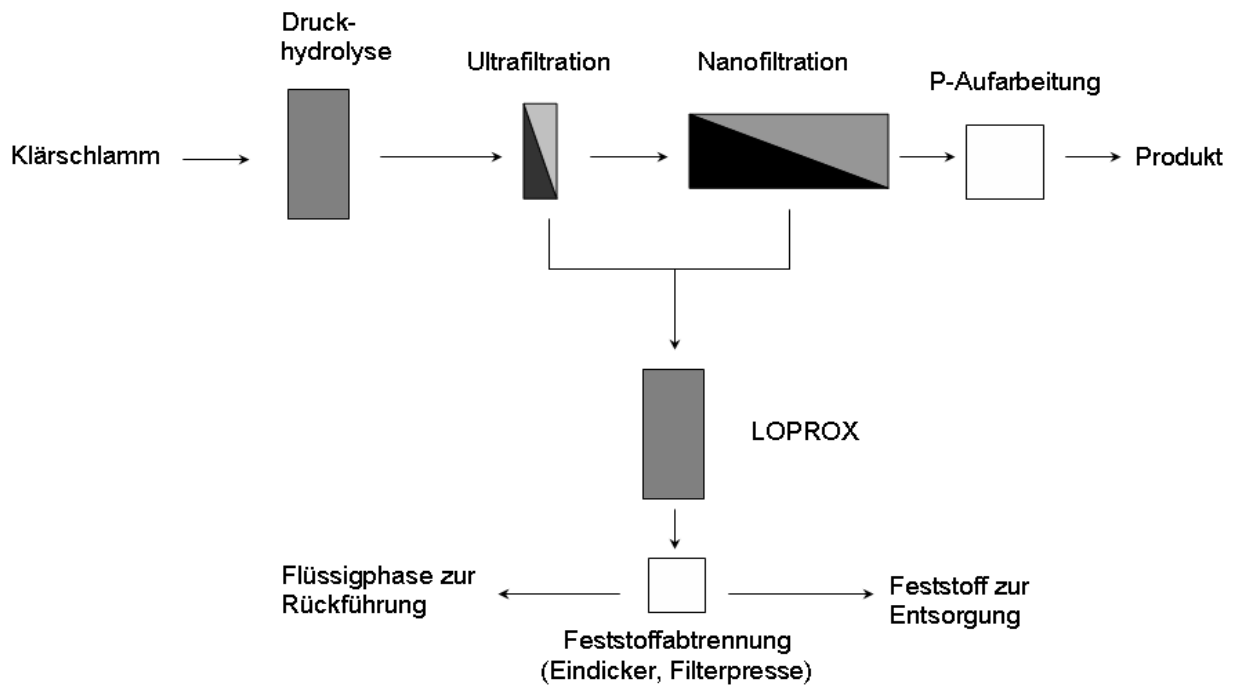 Druck-
hydrolyse
Ultrafiltration
Nanofiltration
P-Aufarbeitung
Klärschlamm
Produkt
LOPROX
Flüssigphase zur
Rückführung
Feststoff zur
Entsorgung
Feststoffabtrennung
(Eindicker, Filterpresse)